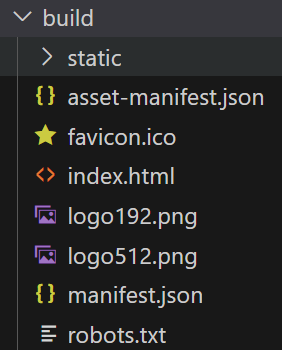 build
static
asset-manifest.json
favicon.ico
index.html
logo192.png
logo512.png
manifest.json
robots.txt